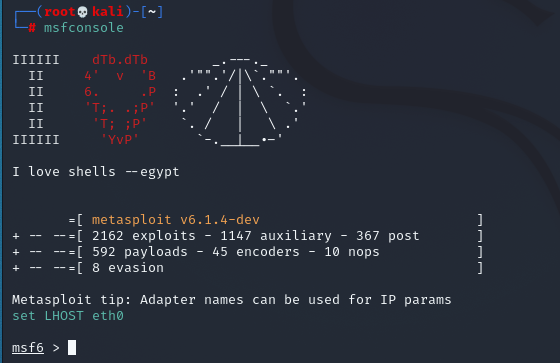 ┌──(root💀kali)-[~]
└─# msfconsole
IIIIII    dTb.dTb        _.---._
  II     4'  v  'B   .'"".'/|\`.""'.
  II     6.     .P  :  .' / | \ `.  :
  II     'T;. .;P'  '.'  /  |  \  `.'
  II      'T; ;P'    `. /   |   \ .'
IIIIII     'YvP'       `-.__|__.-'
I love shells --egypt
       =[ metasploit v6.1.4-dev                          ]
+ -- --=[ 2162 exploits - 1147 auxiliary - 367 post       ]
+ -- --=[ 592 payloads - 45 encoders - 10 nops            ]
+ -- --=[ 8 evasion                                       ]
Metasploit tip: Adapter names can be used for IP params
set LHOST eth0
msf6 >